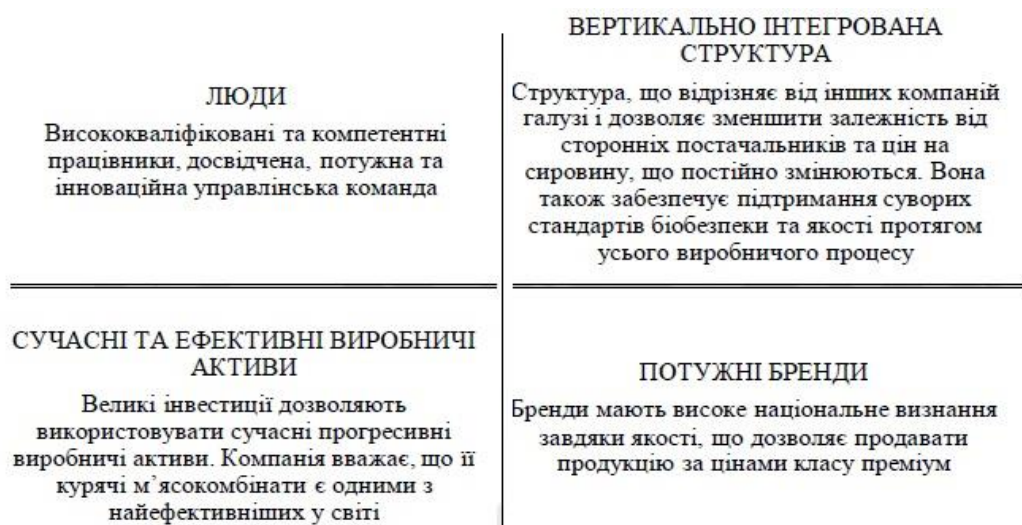 ЛЮДИ
Висококваліфіковані та компетентні
працівники, досвідчена, потужна та
інноваційна управлінська команда
ВЕРТИКАЛЬНО ІНТЕГРОВАНА
СТРУКТУРА
Структура, що відрізняє від інших компаній
галузі і дозволяє зменшити залежність від
сторонніх постачальників та цін на
сировину, що постійно змінюються. Вона
також забезпечує підтримання суворих
стандартів біобезпеки та якості протягом
усього виробничого процесу
СУЧАСНІ ТА ЕФЕКТИВНІ ВИРОБНИЧІ
АКТИВИ
Великі інвестиції дозволяють
використовувати сучасні прогресивні
виробничі активи. Компанія вважає, що її
курячі м’ясокомбінати є одними з
найефективніших у світі
ПОТУЖНІ БРЕНДИ
Бренди мають високе національне визнання
завдяки якості, що дозволяє продавати
продукцію за цінами класу преміум